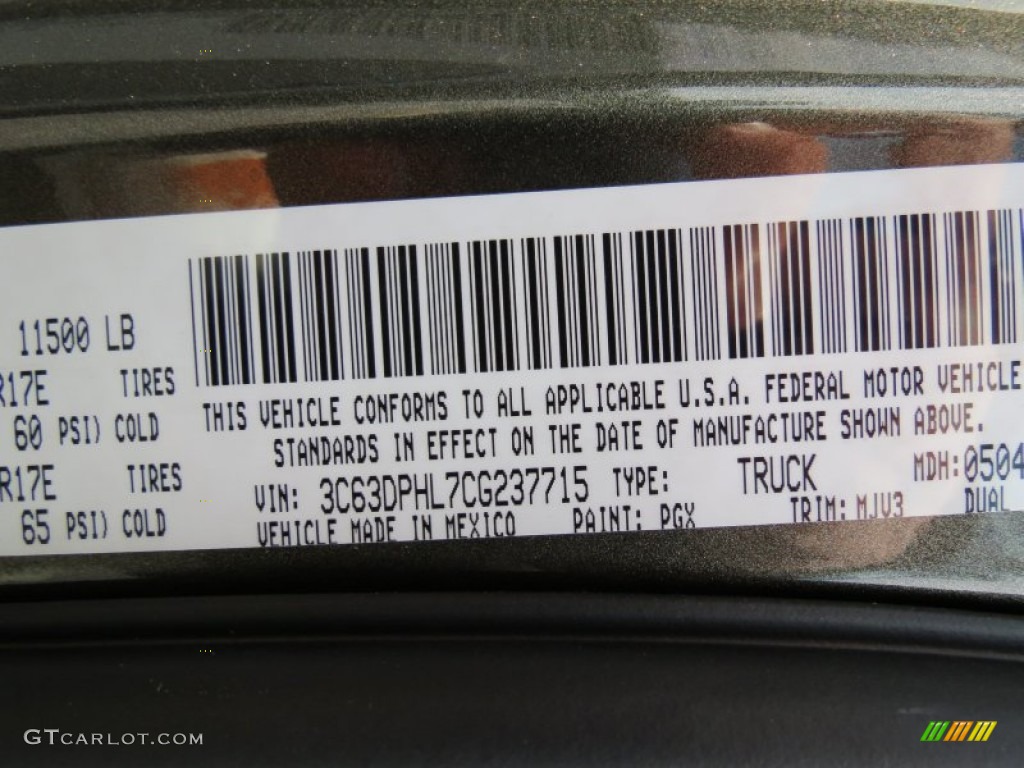 11500 LB
R17E TIRES
60 PSI) COLD
R17E TIRES
65 PSI) COLD
THIS VEHICLE CONFORMS TO ALL APPLICABLE U.S.A. FEDERAL MOTOR VEHICLE
STANDARDS IN EFFECT ON THE DATE OF MANUFACTURE SHOWN ABOVE.
VIN: 3C63DPHL7CG237715 TYPE: TRUCK MDH:0504
VEHICLE MADE IN MEXICO PAINT: PGX TRIM: MJV3 DUAL
GTCARLOT.COM